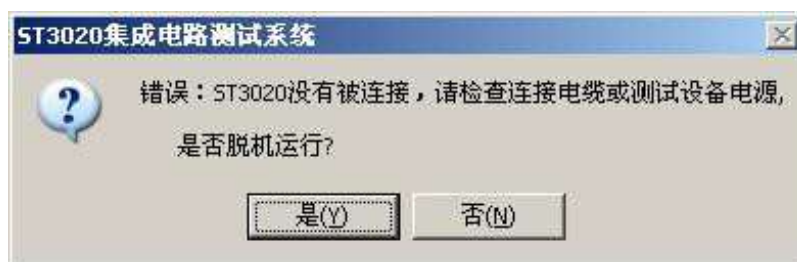 ST3020集成电路测试系统
错误：ST3020没有被连接，请检查连接电缆或测试设备电源,
是否脱机运行?
是(Y)
否(N)